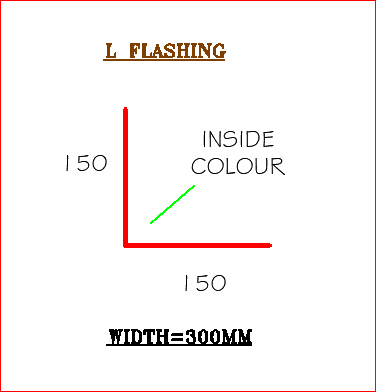 L FLASHING
INSIDE
COLOUR
150
150
WIDTH=300MM